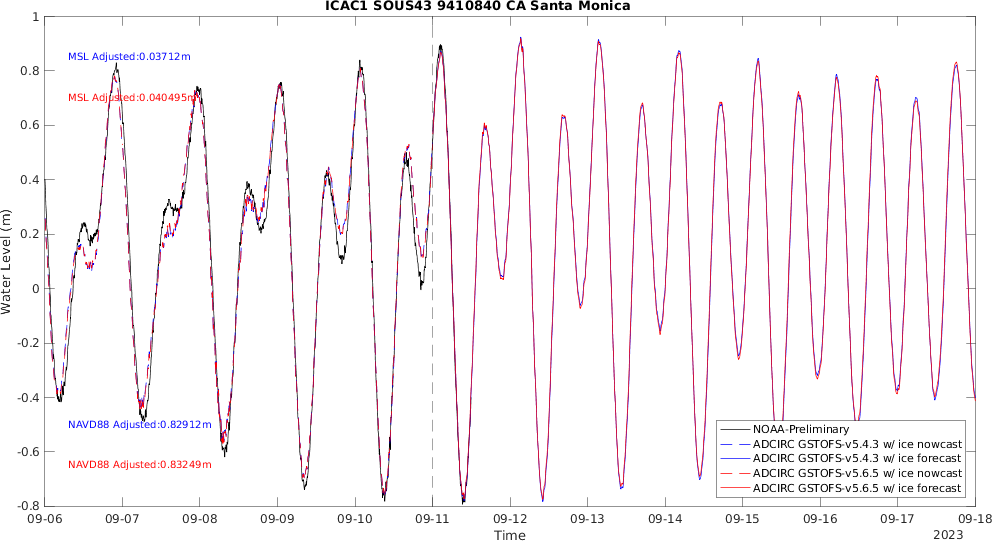 ICAC1 SOUS43 9410840 CA Santa Monica
1
0.8
0.6
0.4
0.2
0
-0.2
-0.4
-0.6
-0.8
Water Level (m)
MSL Adjusted:0.03712m
MSL Adjusted:0.040495m
NAVD88 Adjusted:0.82912m
NAVD88 Adjusted:0.83249m
NOAA-Preliminary
ADCIRC GSTOFS-v5.4.3 w/ ice nowcast
ADCIRC GSTOFS-v5.4.3 w/ ice forecast
ADCIRC GSTOFS-v5.6.5 w/ ice nowcast
ADCIRC GSTOFS-v5.6.5 w/ ice forecast
09-06 09-07 09-08 09-09 09-10 09-11 09-12 09-13 09-14 09-15 09-16 09-17 09-18
Time
2023